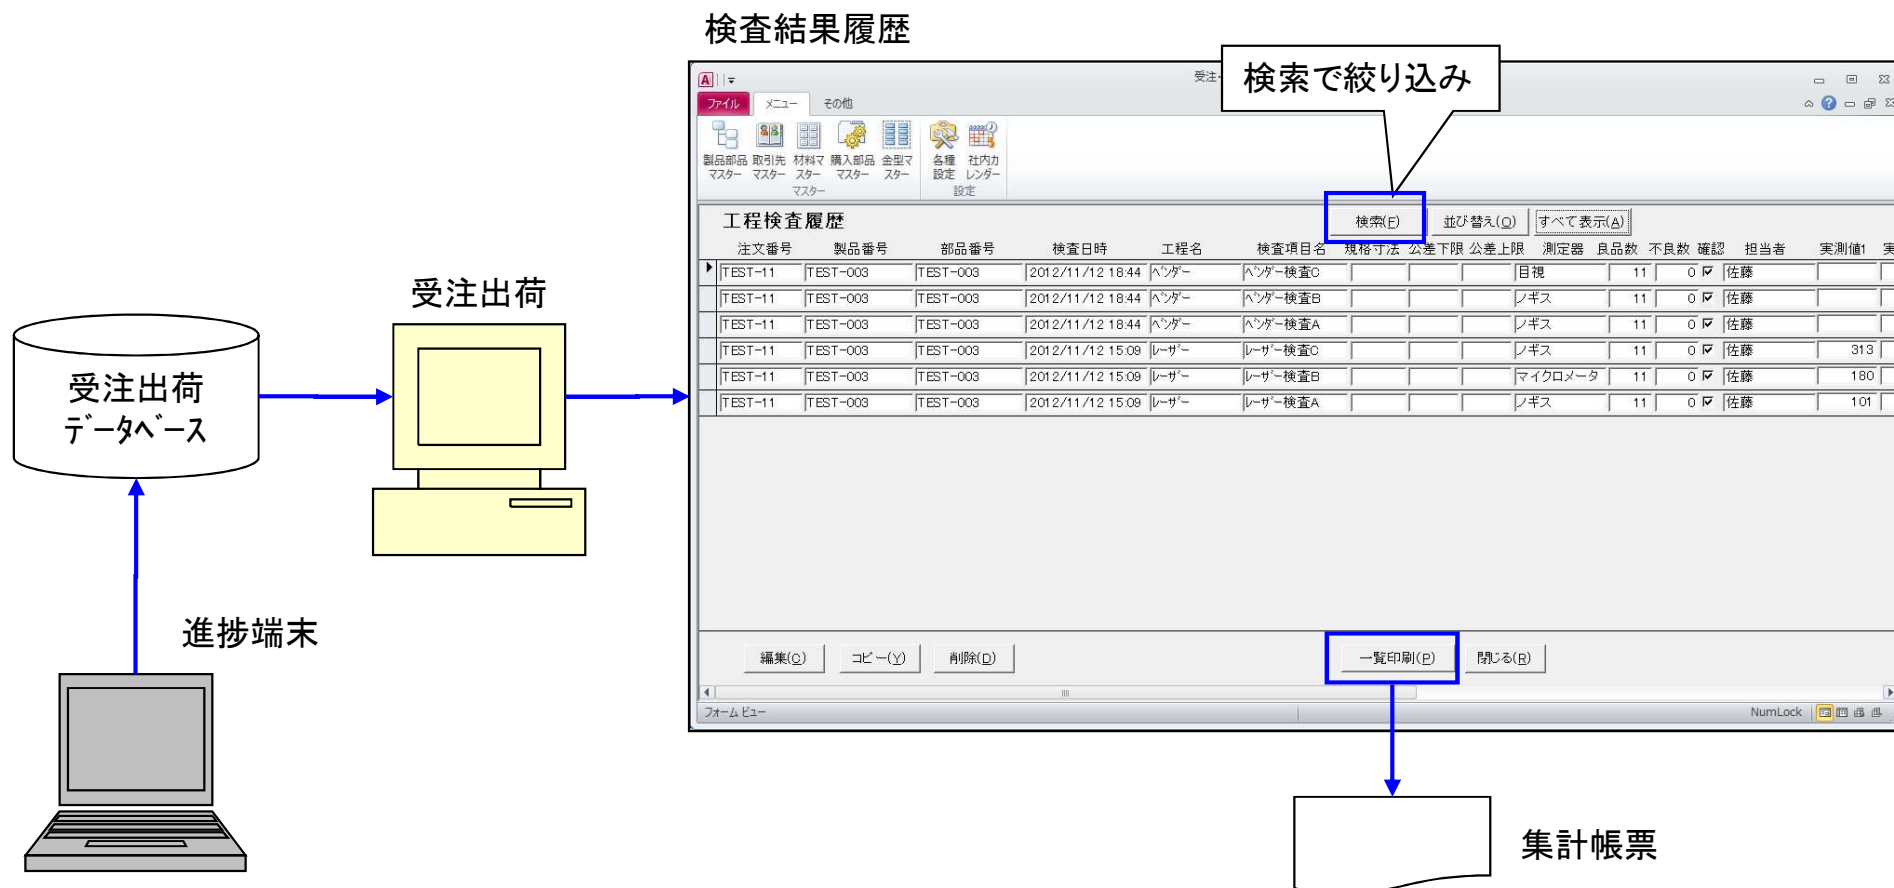 検査結果履歴
検索で絞り込み
受注-
ファイル メニュー その他
製品部品 取引先 材料マ 購入部品 金型マ 各種 社内カ
マスター マスター スター マスター スター 設定 レンダー
マスター 設定
工程検査履歴 検索(F) 並び替え(O) すべて表示(A)
注文番号 製品番号 部品番号 検査日時 工程名 検査項目名 規格寸法 公差下限 公差上限 測定器 良品数 不良数 確認 担当者 実測値1 実
TEST-11 TEST-003 TEST-003 2012/11/12 18:44 ベンダー ベンダー検査C 目視 11 0 佐藤
TEST-11 TEST-003 TEST-003 2012/11/12 18:44 ベンダー ベンダー検査B ノギス 11 0 佐藤
TEST-11 TEST-003 TEST-003 2012/11/12 18:44 ベンダー ベンダー検査A ノギス 11 0 佐藤
TEST-11 TEST-003 TEST-003 2012/11/12 15:09 レーザー レーザー検査C ノギス 11 0 佐藤 313
TEST-11 TEST-003 TEST-003 2012/11/12 15:09 レーザー レーザー検査B マイクロメータ 11 0 佐藤 180
TEST-11 TEST-003 TEST-003 2012/11/12 15:09 レーザー レーザー検査A ノギス 11 0 佐藤 101
編集(C) コピー(Y) 削除(D) 一覧印刷(P) 閉じる(R)
フォーム ビュー NumLock
受注出荷
受注出荷
データベース
進捗端末
集計帳票